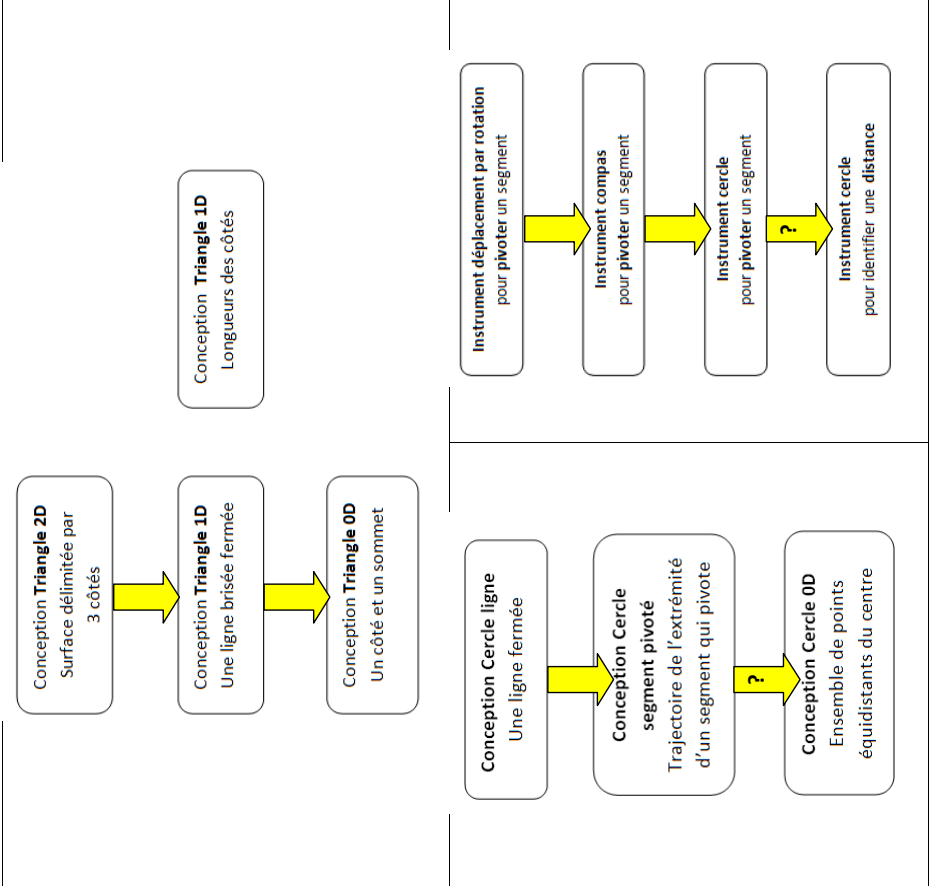 Conception Triangle 2D
Surface délimitée par
3 côtés
Conception Triangle 1D
Une ligne brisée fermée
Conception Triangle 0D
Un côté et un sommet
Conception Triangle 1D
Longueurs des côtés
Conception Cercle ligne
Une ligne fermée
Conception Cercle
segment pivoté
Trajectoire de l'extrémité
d'un segment qui pivote
?
Conception Cercle 0D
Ensemble de points
équidistants du centre
Instrument déplacement par rotation
pour pivoter un segment
Instrument compas
pour pivoter un segment
Instrument cercle
pour pivoter un segment
?
Instrument cercle
pour identifier une distance